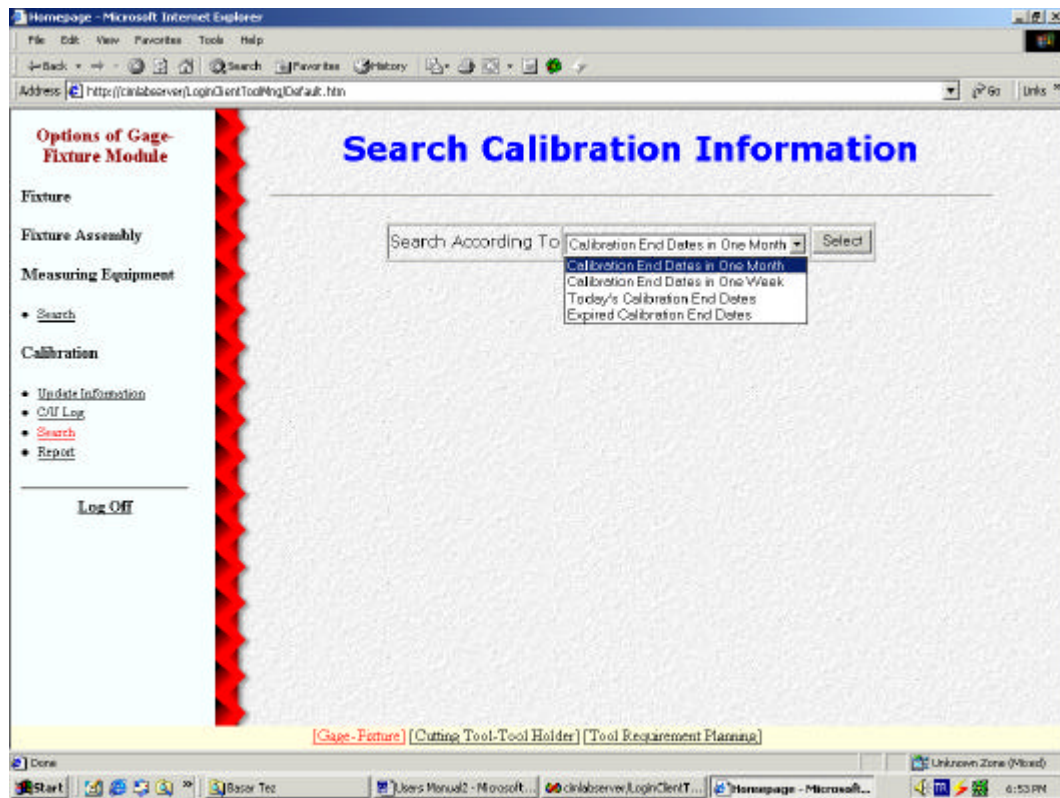 Homepage - Microsoft Internet Explorer
File Edit View Favorites Tools Help
Back Search Favorites History
Address http://cimlabserver/LoginClientToolMng/Default.htm Go Links »
Options of Gage-
Fixture Module
Fixture
Fixture Assembly
Measuring Equipment
• Search
Calibration
• Update Information
• C/U Log
• Search
• Report
Log Off
Search Calibration Information
Search According To Calibration End Dates in One Month Select
Calibration End Dates in One Month
Calibration End Dates in One Week
Today's Calibration End Dates
Expired Calibration End Dates
[Gage-Fixture] [Cutting Tool-Tool Holder] [Tool Requirement Planning]
Done Unknown Zone (Mixed)
Start » Basar Tez Users Manual2 - Microsoft... cimlabserver/LoginClientT... Homepage - Microsoft... 6:53 PM